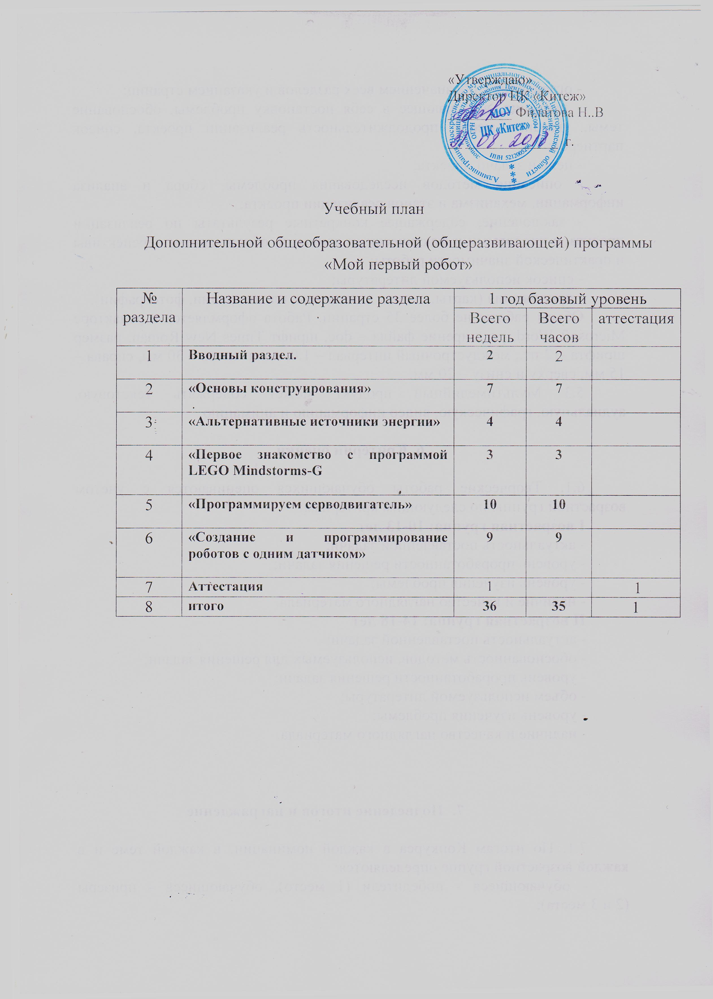 «Утверждаю»
Директор ЦК «Китеж»
Филатова Н..В
31 08. 2018 г.
МОУ
ЦК «Китеж»
ИНН 5212005296
Учебный план
Дополнительной общеобразовательной (общеразвивающей) программы
«Мой первый робот»
№ раздела Название и содержание раздела 1 год базовый уровень
Всего недель Всего часов аттестация
1 Вводный раздел. 2 2
2 «Основы конструирования» 7 7
3 «Альтернативные источники энергии» 4 4
4 «Первое знакомство с программой 3 3
LEGO Mindstorms-G
5 «Программируем серводвигатель» 10 10
6 «Создание и программирование 9 9
роботов с одним датчиком»
7 Аттестация 1 1
8 итого 36 35 1